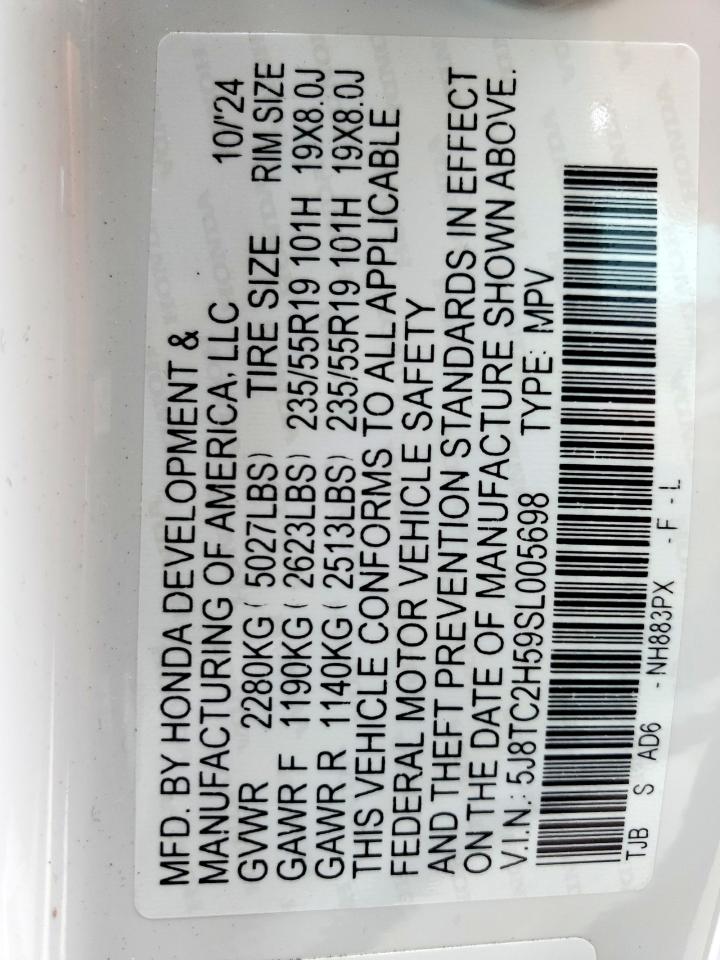 MFD. BY HONDA DEVELOPMENT &
MANUFACTURING OF AMERICA, LLC 10/'24
GVWR 2280KG ( 5027LBS) TIRE SIZE RIM SIZE
GAWR F 1190KG ( 2623LBS) 235/55R19 101H 19X8.0J
GAWR R 1140KG ( 2513LBS) 235/55R19 101H 19X8.0J
THIS VEHICLE CONFORMS TO ALL APPLICABLE
FEDERAL MOTOR VEHICLE SAFETY
AND THEFT PREVENTION STANDARDS IN EFFECT
ON THE DATE OF MANUFACTURE SHOWN ABOVE.
V.I.N.: 5J8TC2H59SL005698 TYPE: MPV
TJB S AD6 - NH883PX - F - L